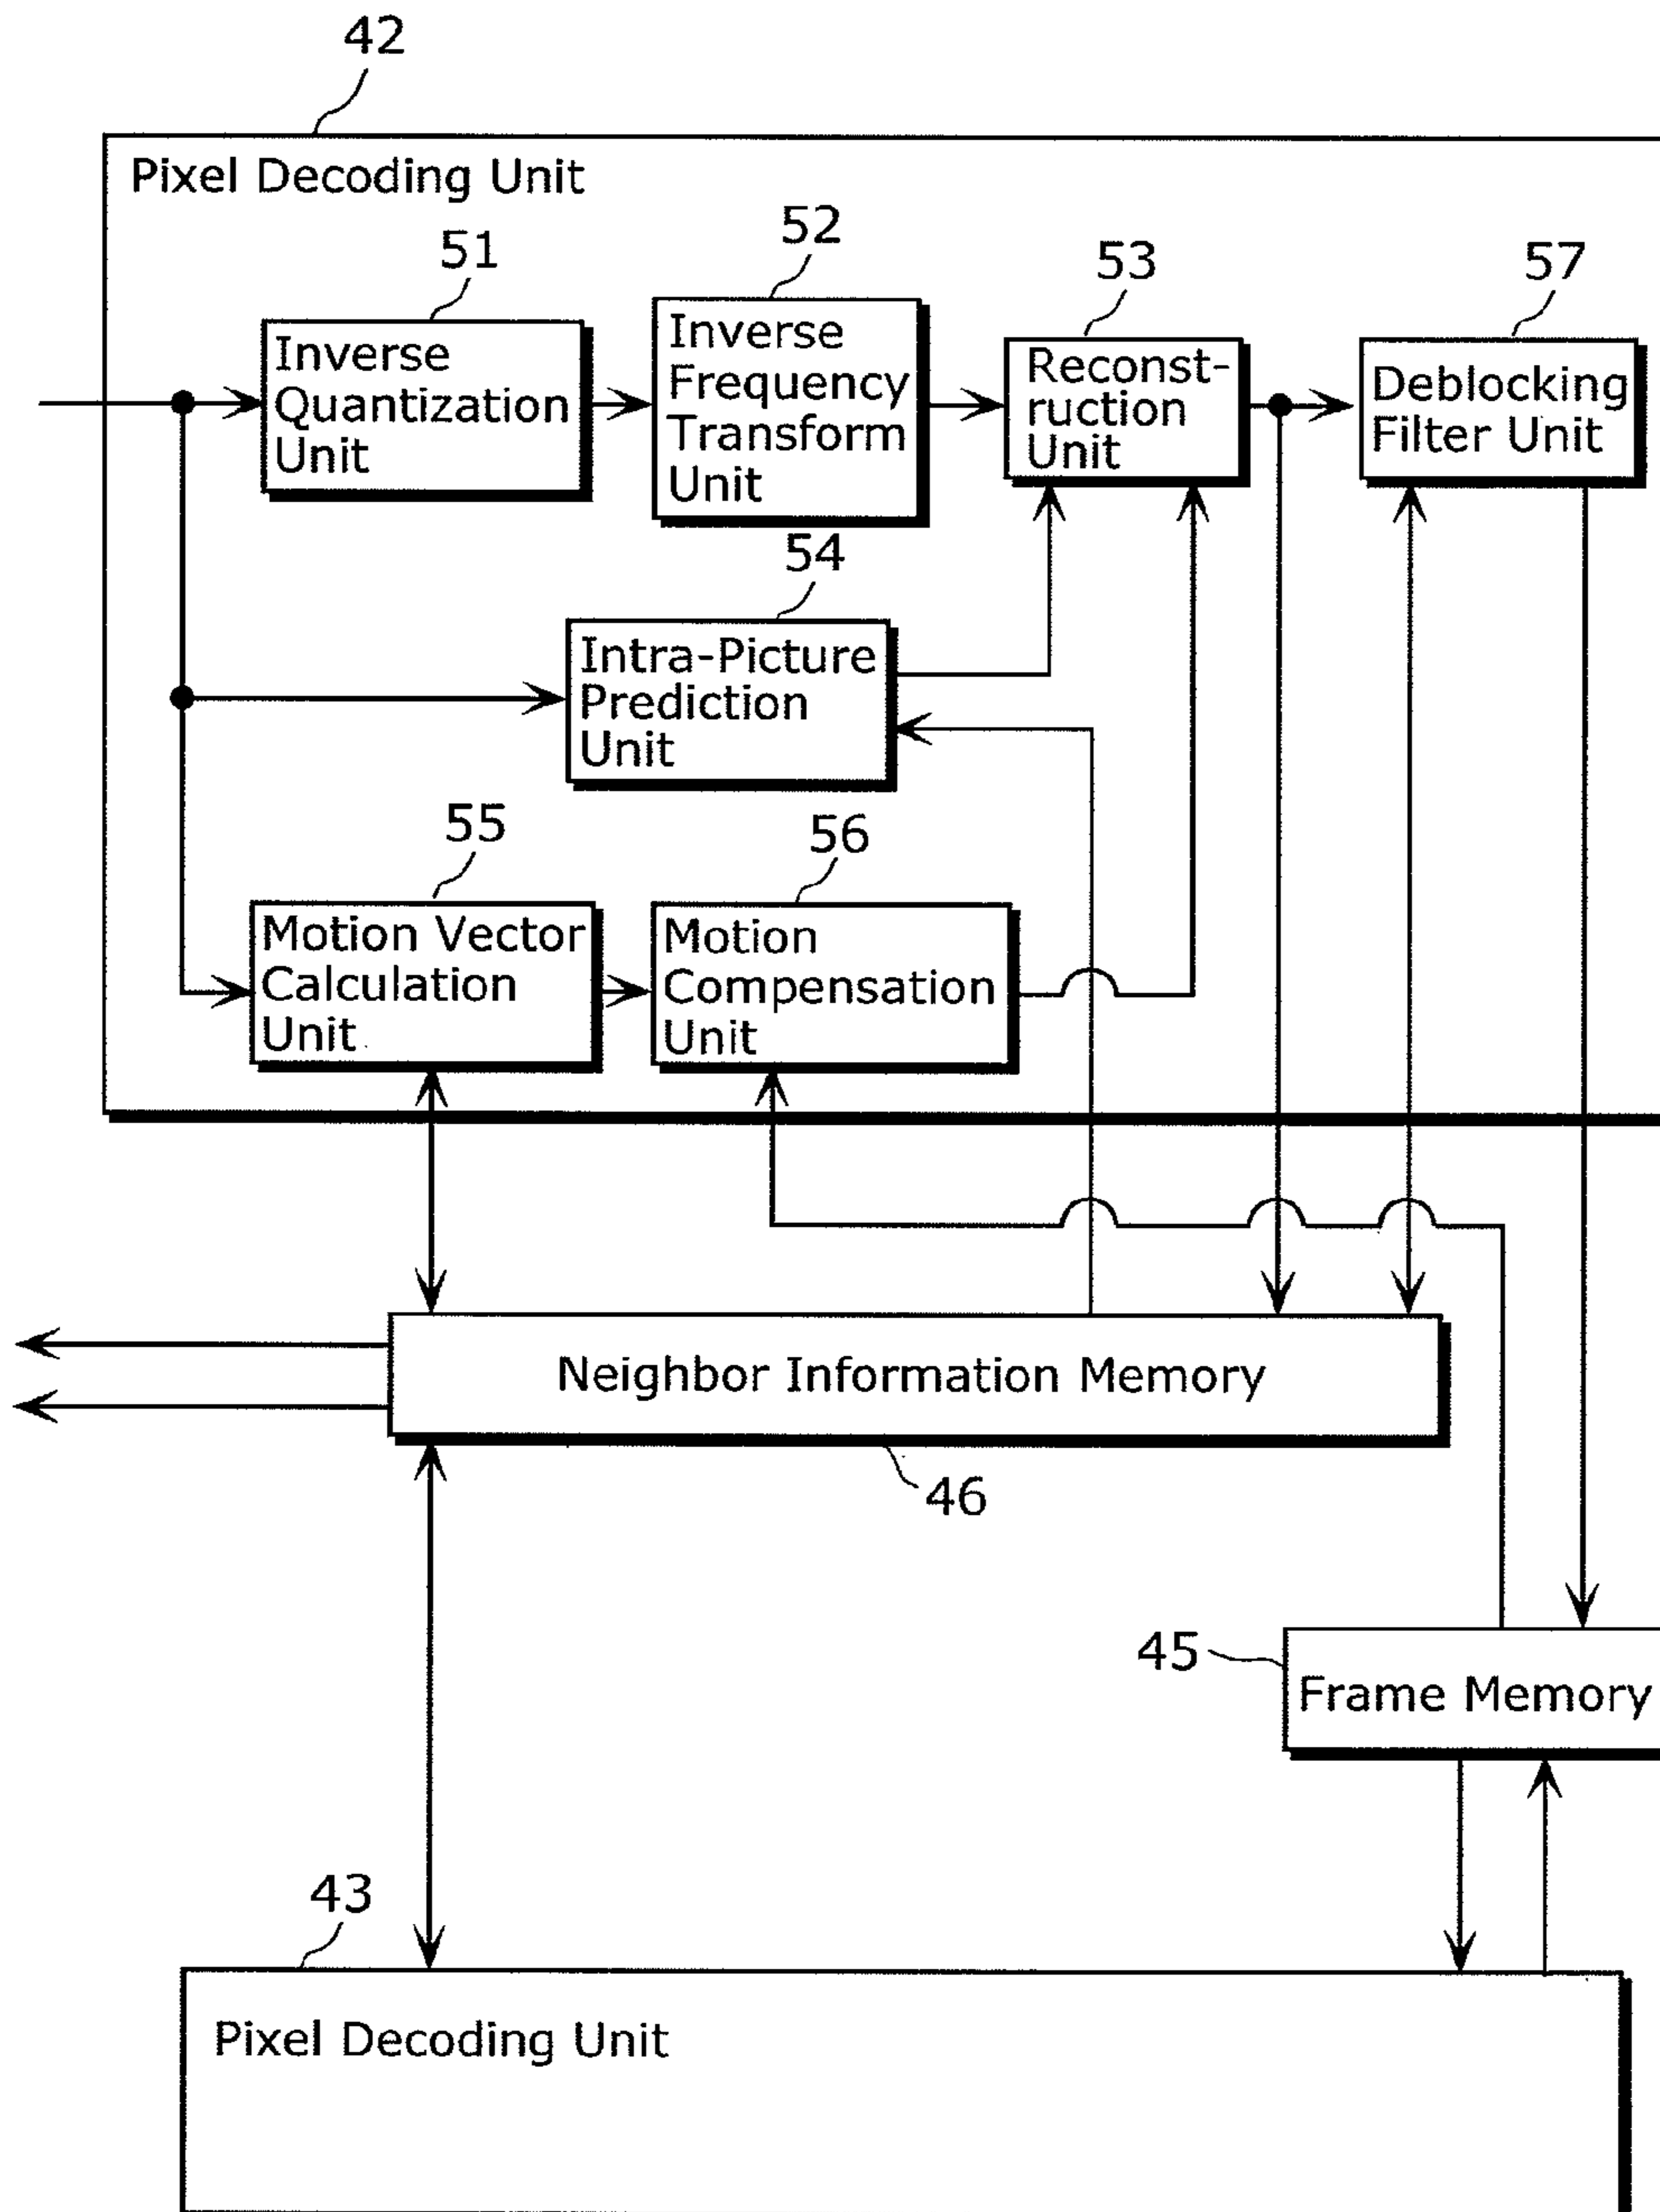 42
Pixel Decoding Unit
51
52
53
57
Inverse
Quantization
Unit
Inverse
Frequency
Transform
Unit
Reconst-
ruction
Unit
Deblocking
Filter Unit
54
Intra-Picture
Prediction
Unit
55
56
Motion Vector
Calculation
Unit
Motion
Compensation
Unit
Neighbor Information Memory
46
45
Frame Memory
43
Pixel Decoding Unit